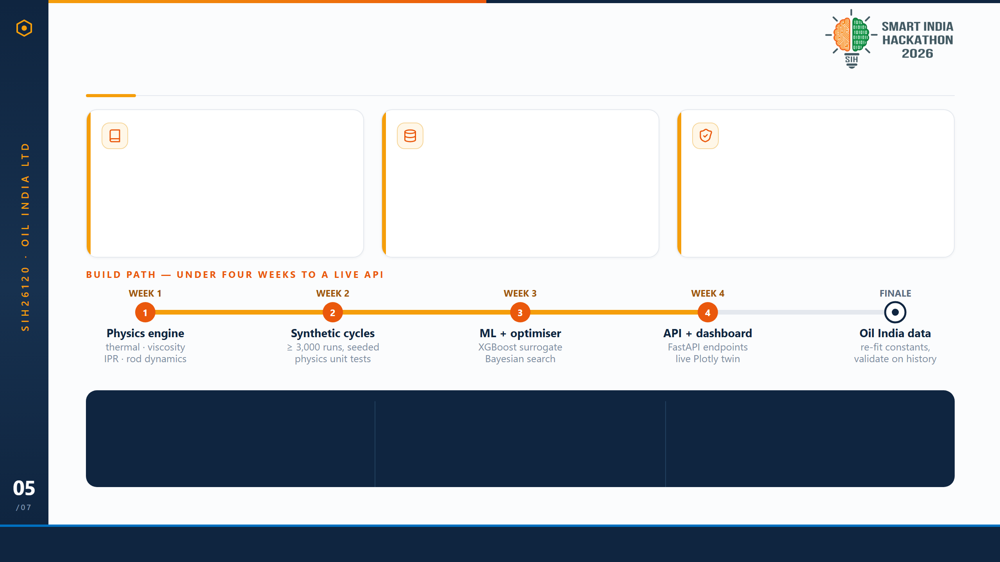 SMART INDIA
HACKATHON
2026
SIH
SIH26120 · OIL INDIA LTD
BUILD PATH — UNDER FOUR WEEKS TO A LIVE API
WEEK 1
WEEK 2
WEEK 3
WEEK 4
FINALE
1
2
3
4
Physics engine
thermal · viscosity
IPR · rod dynamics
Synthetic cycles
≥ 3,000 runs, seeded
physics unit tests
ML + optimiser
XGBoost surrogate
Bayesian search
API + dashboard
FastAPI endpoints
live Plotly twin
Oil India data
re-fit constants,
validate on history
05
/07